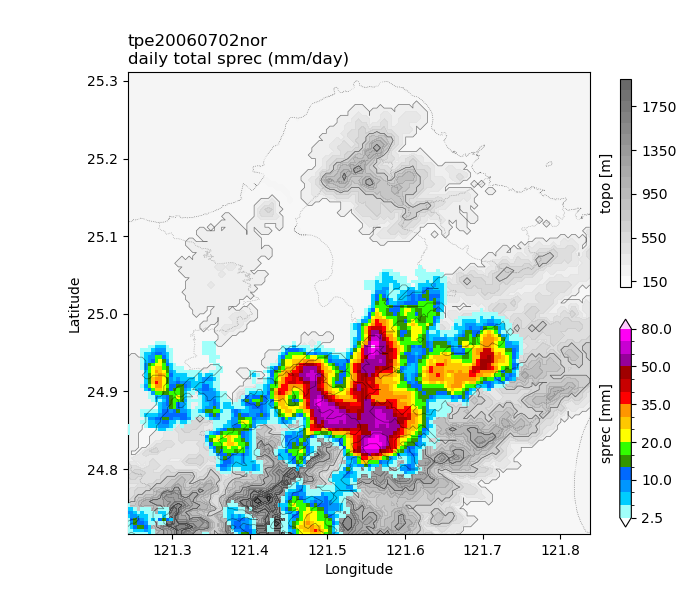 tpe20060702nor
daily total sprec (mm/day)
25.3
25.2
25.1
25.0
24.9
24.8
Latitude
121.3 121.4 121.5 121.6 121.7 121.8
Longitude
1750
1350
950
550
150
topo [m]
80.0
50.0
35.0
20.0
10.0
2.5
sprec [mm]